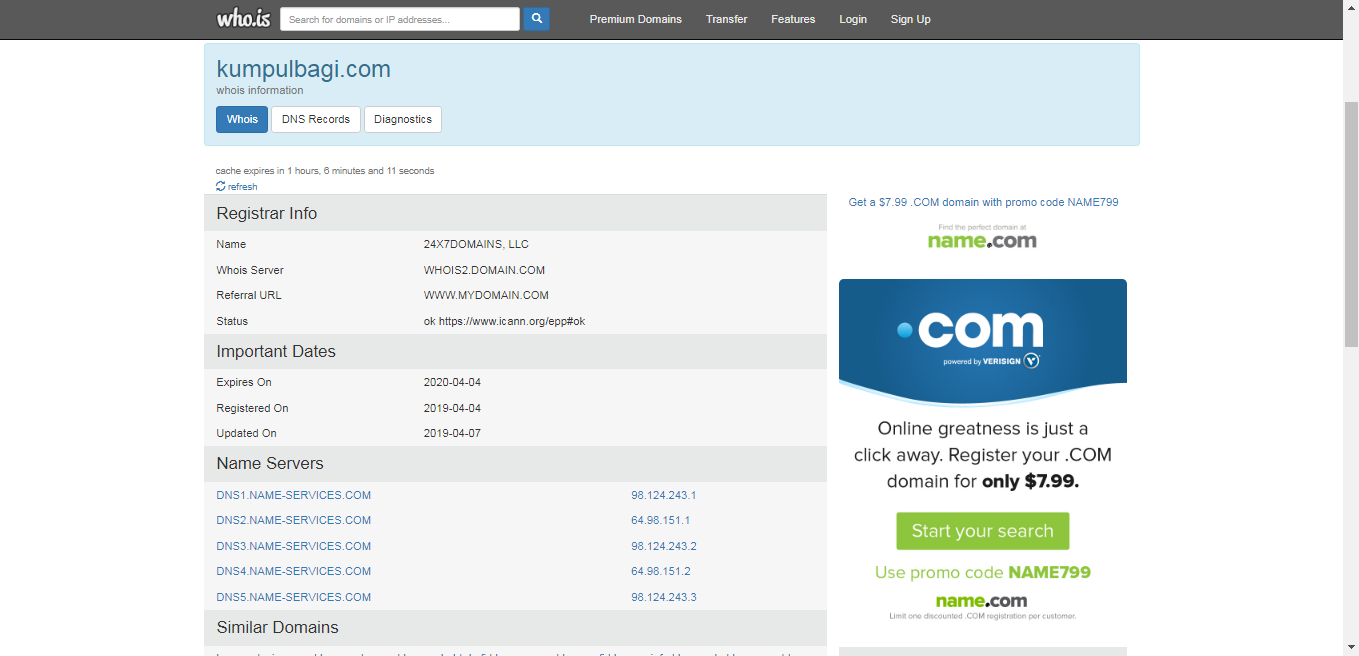 who.is
Search for domains or IP addresses...
Premium Domains Transfer Features Login Sign Up
kumpulbagi.com
whois information
Whois DNS Records Diagnostics
cache expires in 1 hours, 6 minutes and 11 seconds
refresh
Registrar Info
Name 24X7DOMAINS, LLC
Whois Server WHOIS2.DOMAIN.COM
Referral URL WWW.MYDOMAIN.COM
Status ok https://www.icann.org/epp#ok
Important Dates
Expires On 2020-04-04
Registered On 2019-04-04
Updated On 2019-04-07
Name Servers
DNS1.NAME-SERVICES.COM 98.124.243.1
DNS2.NAME-SERVICES.COM 64.98.151.1
DNS3.NAME-SERVICES.COM 98.124.243.2
DNS4.NAME-SERVICES.COM 64.98.151.2
DNS5.NAME-SERVICES.COM 98.124.243.3
Similar Domains
Get a $7.99 .COM domain with promo code NAME799
Find the perfect domain at
name.com
.com
powered by VERISIGN
Online greatness is just a
click away. Register your .COM
domain for only $7.99.
Start your search
Use promo code NAME799
name.com
Limit one discounted .COM registration per customer.